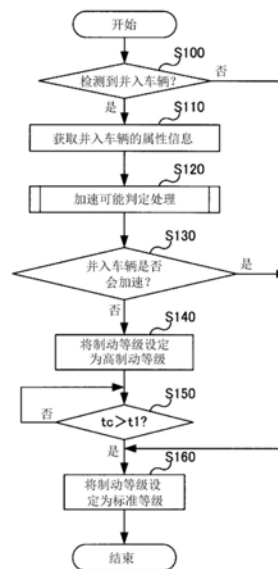 开始
S100
检测到并入车辆?
否
是
S110
获取并入车辆的属性信息
S120
加速可能判定处理
S130
并入车辆是否
会加速?
是
否
S140
将制动等级设定
为高制动等级
S150
tc>t1?
否
是
S160
将制动等级设
定为标准等级
结束